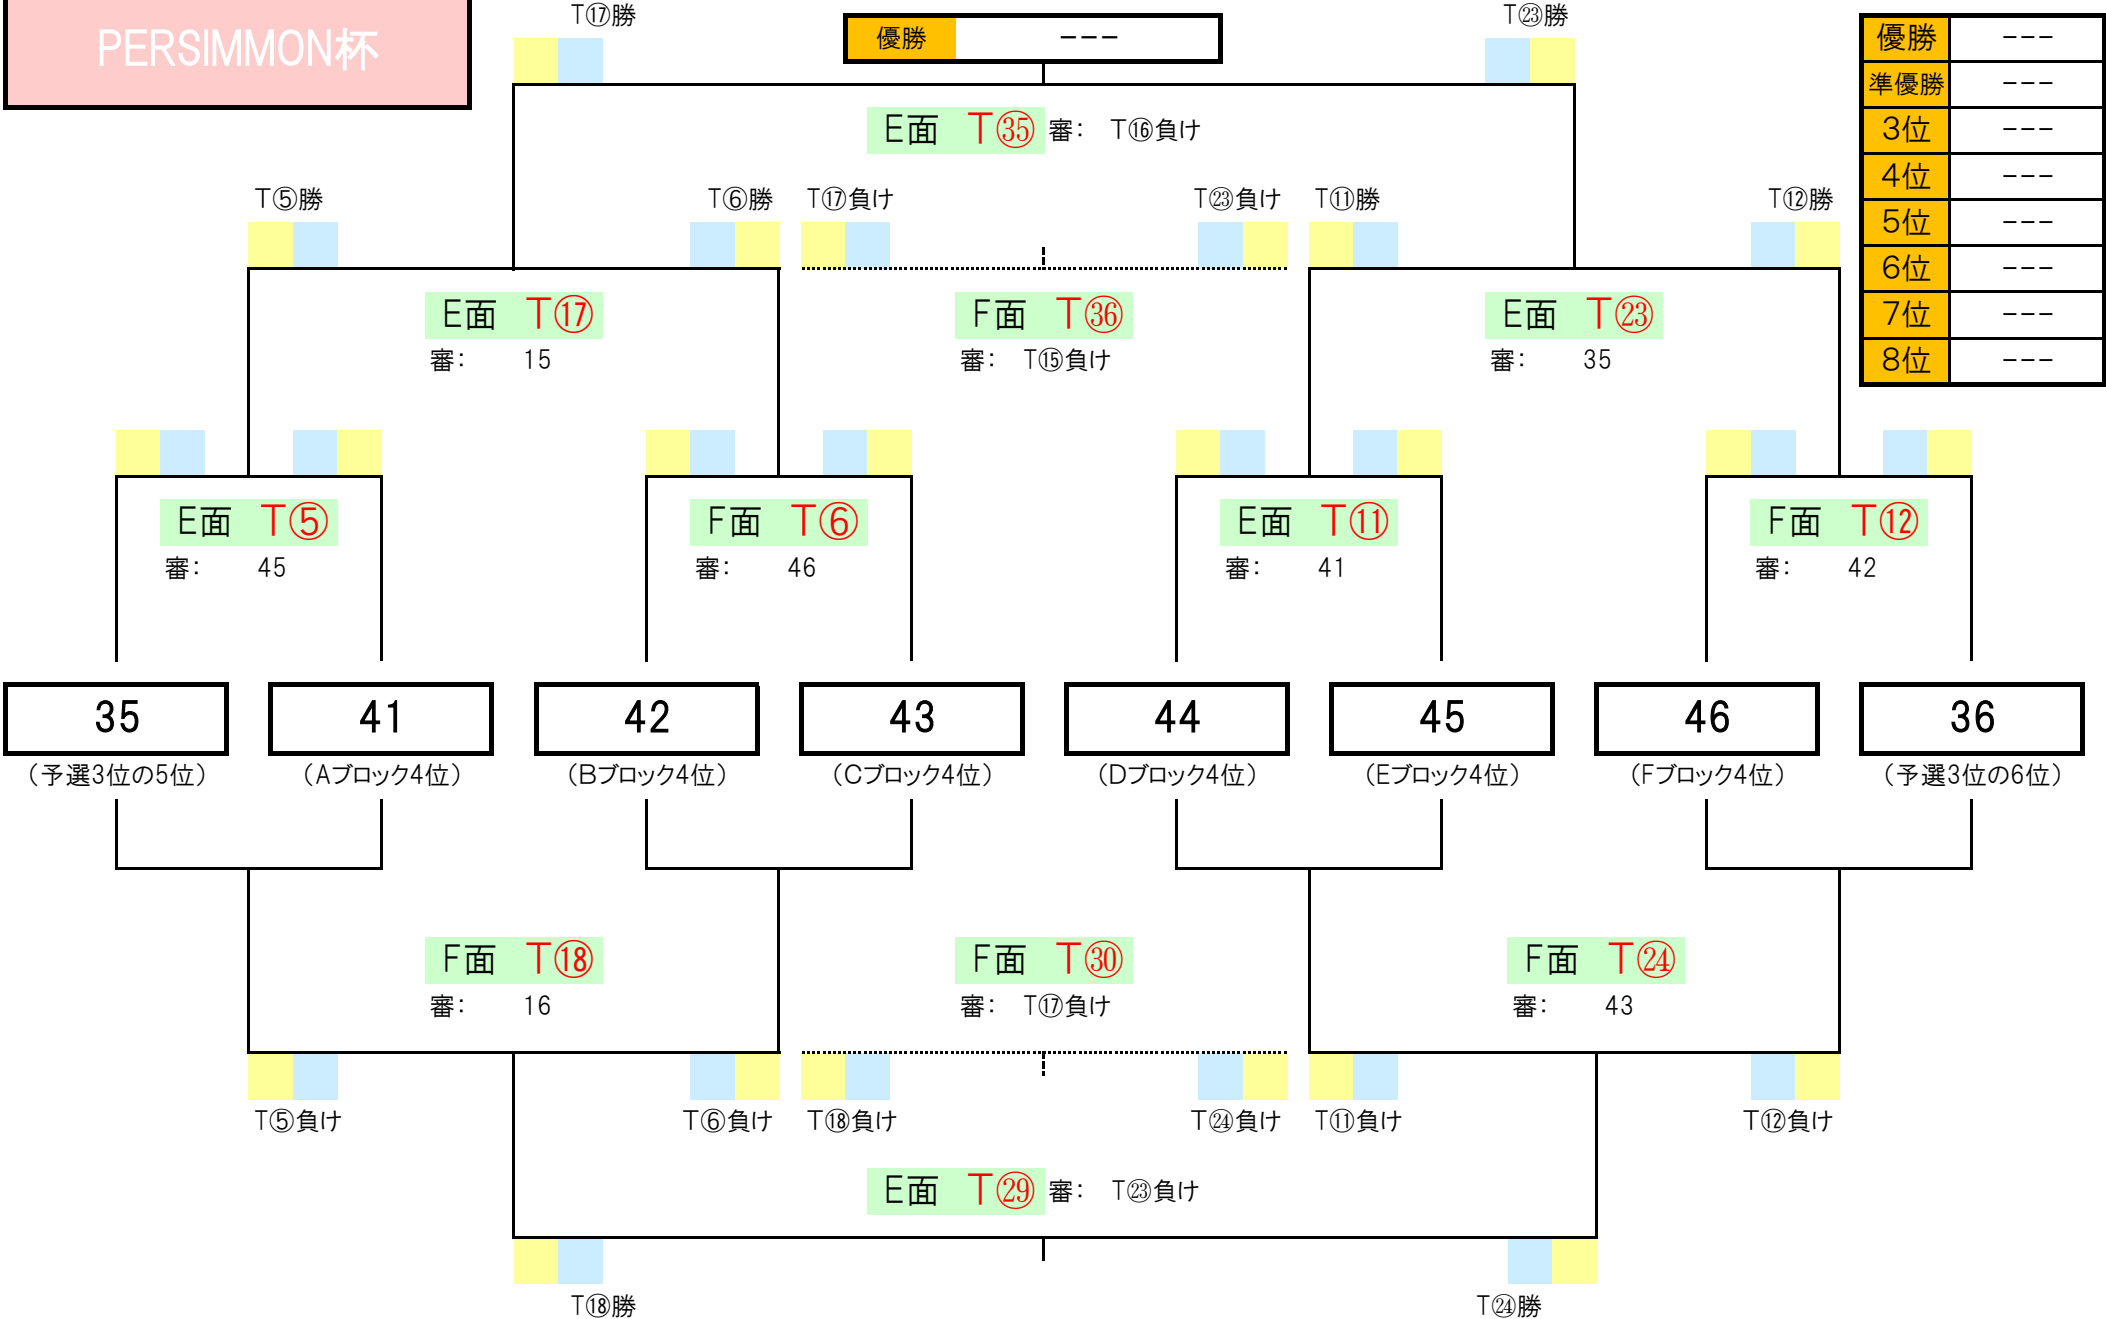 T⑰勝
T㉓勝
PERSIMMON杯
優勝 ---
優勝 ---
準優勝 ---
3位 ---
4位 ---
5位 ---
6位 ---
7位 ---
8位 ---
E面 T㉟ 審： T⑯負け
T⑤勝
T⑥勝
T⑰負け
T㉓負け
T⑪勝
T⑫勝
E面 T⑰
審： 15
F面 T㊱
審： T⑮負け
E面 T㉓
審： 35
E面 T⑤
審： 45
F面 T⑥
審： 46
E面 T⑪
審： 41
F面 T⑫
審： 42
35
41
42
43
44
45
46
36
（予選3位の5位）
（Aブロック4位）
（Bブロック4位）
（Cブロック4位）
（Dブロック4位）
（Eブロック4位）
（Fブロック4位）
（予選3位の6位）
F面 T⑱
審： 16
F面 T㉚
審： T⑰負け
F面 T㉔
審： 43
T⑤負け
T⑥負け
T⑱負け
T㉔負け
T⑪負け
T⑫負け
E面 T㉙ 審： T㉓負け
T⑱勝
T㉔勝